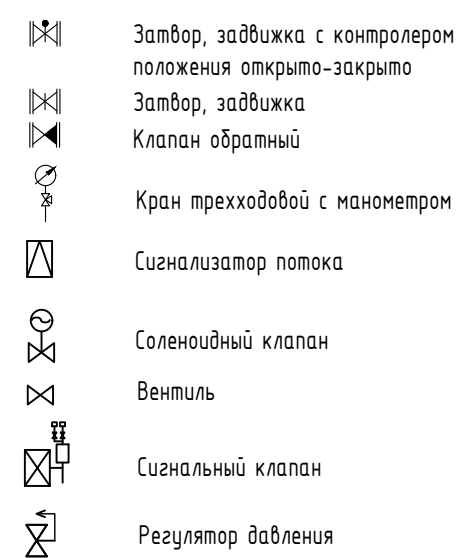 Затвор, задвижка с контролером
положения открыто-закрыто
Затвор, задвижка
Клапан обратный
Кран трехходовой с манометром
Сигнализатор потока
Соленоидный клапан
Вентиль
Сигнальный клапан
Регулятор давления